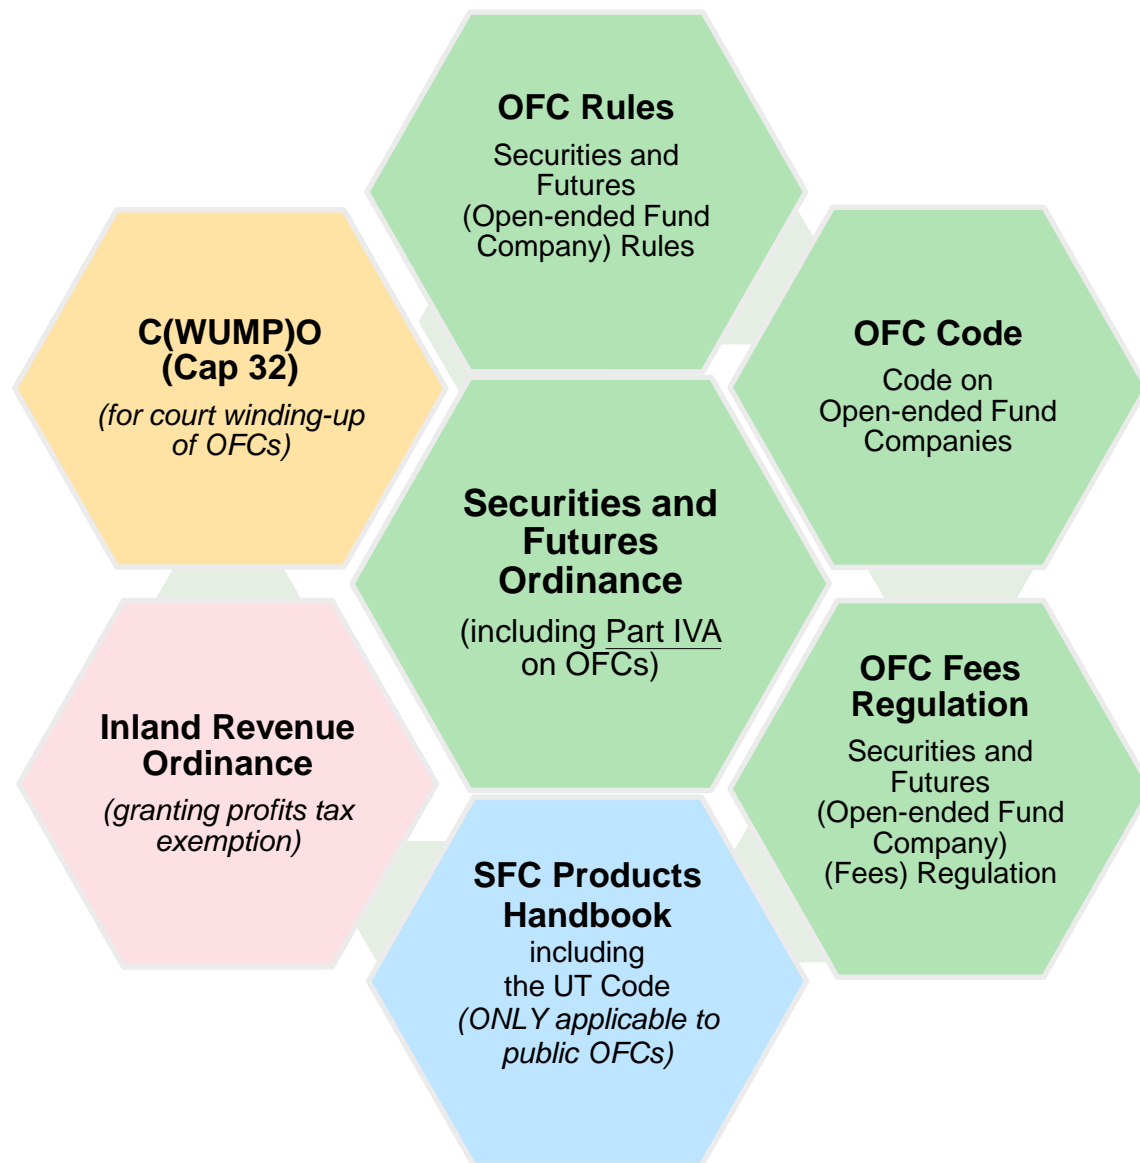 OFC Rules
Securities and
Futures
(Open-ended Fund
Company) Rules
C(WUMP)O
(Cap 32)
(for court winding-up
of OFCs)
OFC Code
Code on
Open-ended Fund
Companies
Securities and
Futures
Ordinance
(including Part IVA
on OFCs)
Inland Revenue
Ordinance
(granting profits tax
exemption)
OFC Fees
Regulation
Securities and
Futures
(Open-ended Fund
Company)
(Fees) Regulation
SFC Products
Handbook
including
the UT Code
(ONLY applicable to
public OFCs)